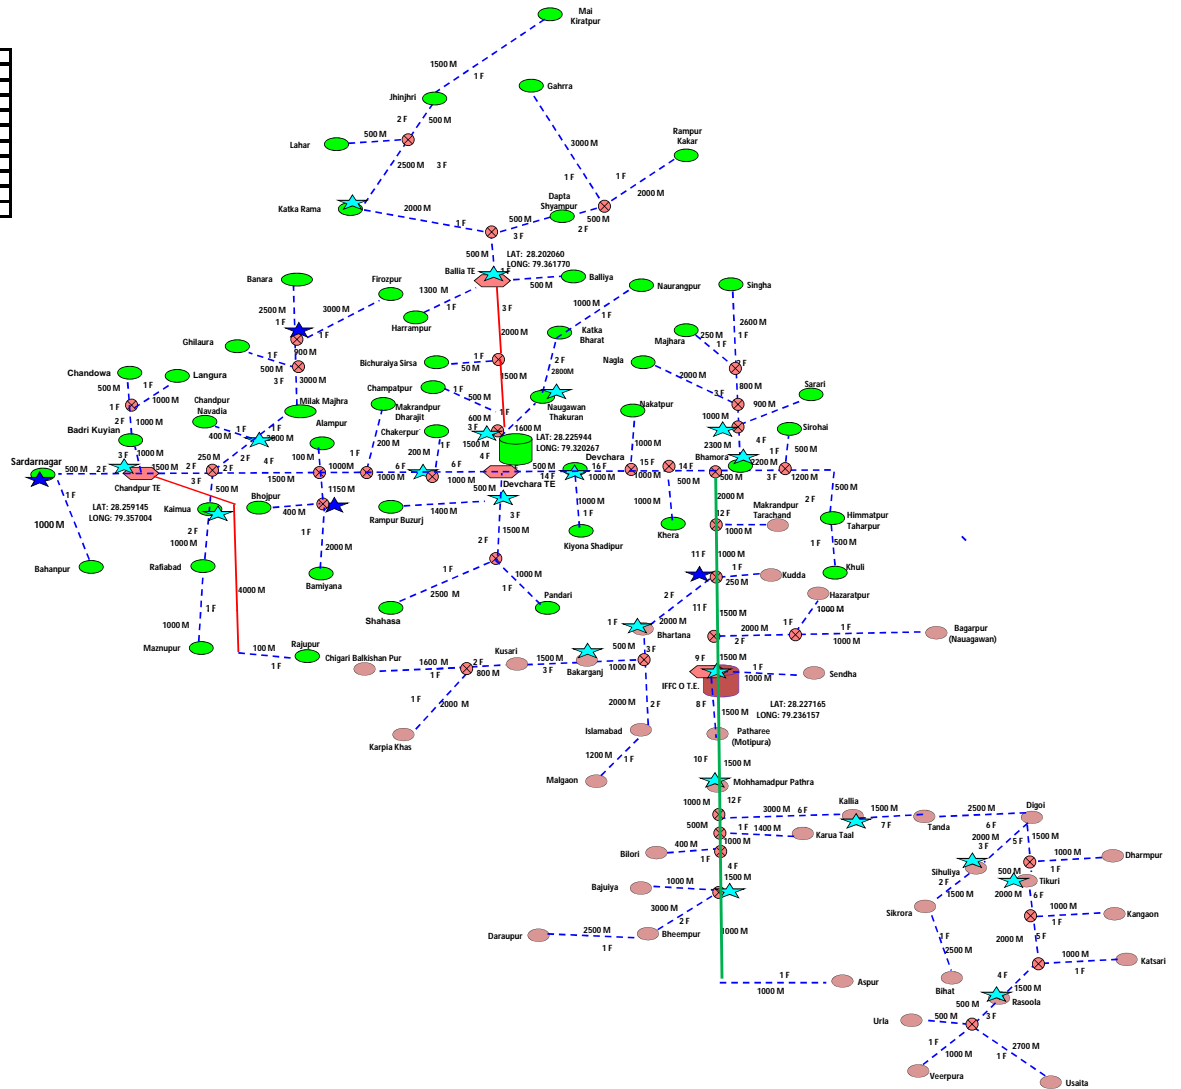 Mai
Kiratpur
1500 M
1 F
Gahrra
Jhinjhri
2 F
500 M
Rampur
Kakar
500 M
Lahar
3000 M
2500 M
3 F
1 F
1 F
2000 M
Dapta
Shyampur
Katka Rama
2000 M
1 F
500 M
500 M
2 F
3 F
500 M
LAT: 28.202060
LONG: 79.361770
Ballia TE
1 F
500 M
Balliya
Banara
Firozpur
1300 M
1 F
Harrampur
Naurangpur
Singha
1000 M
1 F
2500 M
3000 M
1 F
1 F
3 F
2000 M
Katka
Bharat
2600 M
1 F
Majhara
250 M
1 F
Ghilaura
900 M
1 F
500 M
3 F
3000 M
Bichuraiya Sirsa
1 F
50 M
1500 M
2 F
2800M
Nagla
2000 M
2 F
800 M
3 F
Chandowa
Langura
500 M
1 F
1 F
1000 M
Champatpur
1 F
500 M
1 F
900 M
Sarari
Chandpur
Navadia
Milak Majhra
Makrandpur
Dharajit
Naugawan
Thakuran
Nakatpur
1000 M
2 F
1000 M
Badri Kuyian
400 M
1 F
1 F
3000 M
Alampur
Chakerpur
1 F
600 M
3 F
1600 M
4 F
Sirohai
3 F
1000 M
250 M
2 F
4 F
100 M
1 F
200 M
200 M
1500 M
4 F
LAT: 28.225944
LONG: 79.320267
1000 M
2300 M
500 M
Sardarnagar
500 M
2 F
1500 M
2 F
1000M
6 F
1000 M
6 F
1000 M
500 M
14 F
Devchara
16 F
1000 M
15 F
1000 M
14 F
500 M
Bhamora
500 M
2200 M
3 F
1200 M
Chandpur TE
3 F
500 M
1500 M
1150 M
Devchara TE
500 M
1 F
1000 M
LAT: 28.259145
LONG: 79.357004
Kaimua
Bhojpur
400 M
Rampur Buzurj
1400 M
3 F
1500 M
1000 M
1 F
Kiyona Shadipur
1000 M
Khera
2000 M
12 F
1000 M
Makrandpur
Tarachand
2 F
500 M
Himmatpur
Taharpur
1 F
500 M
Khuli
2 F
1000 M
1 F
2000 M
2 F
11 F
1000 M
1 F
250 M
Kudda
Bahanpur
Rafiabad
Bamiyana
1 F
2500 M
1 F
1000 M
Hazaratpur
1000 M
4000 M
Shahasa
Pandari
2 F
11 F
1500 M
1 F
1000 M
1 F
1 F
2000 M
Bhartana
2000 M
2 F
1 F
1 F
1000 M
Bagarpur
(Nauagawan)
Maznupur
100 M
1 F
Rajupur
Chigari Balkishan Pur
1600 M
1 F
2 F
800 M
Kusari
1500 M
3 F
500 M
1000 M
3 F
Bakarganj
9 F
1500 M
1 F
1000 M
Sendha
IFFC O T.E.
1 F
2000 M
2000 M
2 F
8 F
1500 M
LAT: 28.227165
LONG: 79.236157
Karpia Khas
Islamabad
Patharee
(Motipura)
1200 M
1 F
Malgaon
10 F
1500 M
Mohhamadpur Pathra
12 F
1000 M
3000 M
6 F
Kallia
1500 M
7 F
Tanda
2500 M
6 F
Digoi
500M
1 F
1400 M
Karua Taal
2000 M
3 F
5 F
1500 M
Bilori
400 M
1 F
1000 M
4 F
1000 M
1 F
Dharmpur
Sihuliya
2 F
1500 M
500 M
Tikuri
2000 M
6 F
Bajuiya
1000 M
1500 M
3000 M
2 F
Sikrora
1000 M
1 F
Kangaon
Daraupur
2500 M
1 F
Bheempur
1000 M
1 F
2500 M
2000 M
5 F
1000 M
1 F
Katsari
1 F
1000 M
Aspur
Bihat
4 F
1500 M
Rasoola
500 M
3 F
Urla
500 M
1 F
1000 M
2700 M
1 F
Veerpura
Usaita